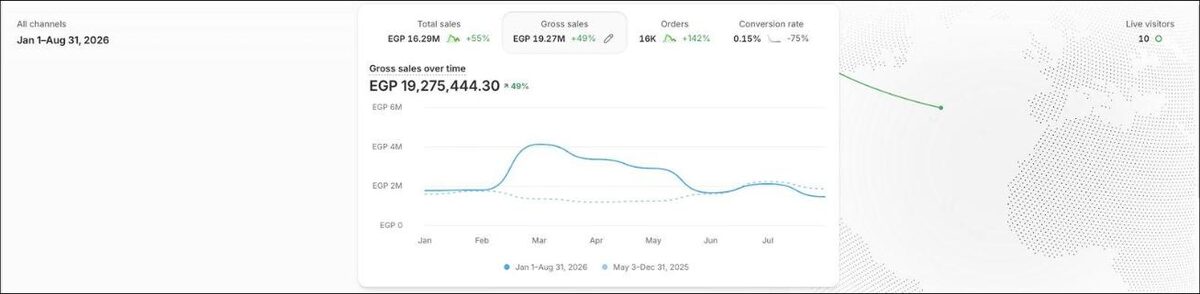 All channels
Jan 1–Aug 31, 2026
Total sales
EGP 16.29M +55%
Gross sales
EGP 19.27M +49%
Orders
16K +142%
Conversion rate
0.15% -75%
Live visitors
10
Gross sales over time
EGP 19,275,444.30 ↗ 49%
EGP 6M
EGP 4M
EGP 2M
EGP 0
Jan Feb Mar Apr May Jun Jul
Jan 1–Aug 31, 2026 May 3–Dec 31, 2025